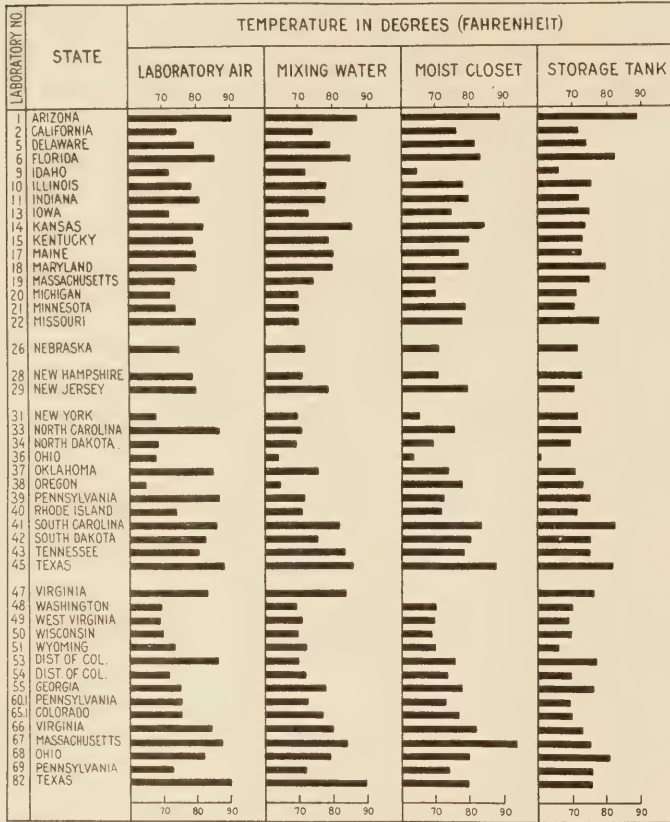 TEMPERATURE IN DEGREES (FAHRENHEIT)
LABORATORY NO.
STATE
LABORATORY AIR
MIXING WATER
MOIST CLOSET
STORAGE TANK
70 80 90
70 80 90
70 80 90
70 80 90
1 ARIZONA
2 CALIFORNIA
5 DELAWARE
6 FLORIDA
9 IDAHO
10 ILLINOIS
11 INDIANA
13 IOWA
14 KANSAS
15 KENTUCKY
17 MAINE
18 MARYLAND
19 MASSACHUSETTS
20 MICHIGAN
21 MINNESOTA
22 MISSOURI
26 NEBRASKA
28 NEW HAMPSHIRE
29 NEW JERSEY
31 NEW YORK
33 NORTH CAROLINA
34 NORTH DAKOTA.
36 OHIO
37 OKLAHOMA
38 OREGON
39 PENNSYLVANIA
40 RHODE ISLAND
41 SOUTH CAROLINA
42 SOUTH DAKOTA
43 TENNESSEE
45 TEXAS
47 VIRGINIA
48 WASHINGTON
49 WEST VIRGINIA
50 WISCONSIN
51 WYOMING
53 DIST OF COL.
54 DIST OF COL.
55 GEORGIA
60.1 PENNSYLVANIA
65.1 COLORADO
66 VIRGINIA
67 MASSACHUSETTS
68 OHIO
69 PENNSYLVANIA
82 TEXAS
70 80 90
70 80 90
70 80 90
70 80 90